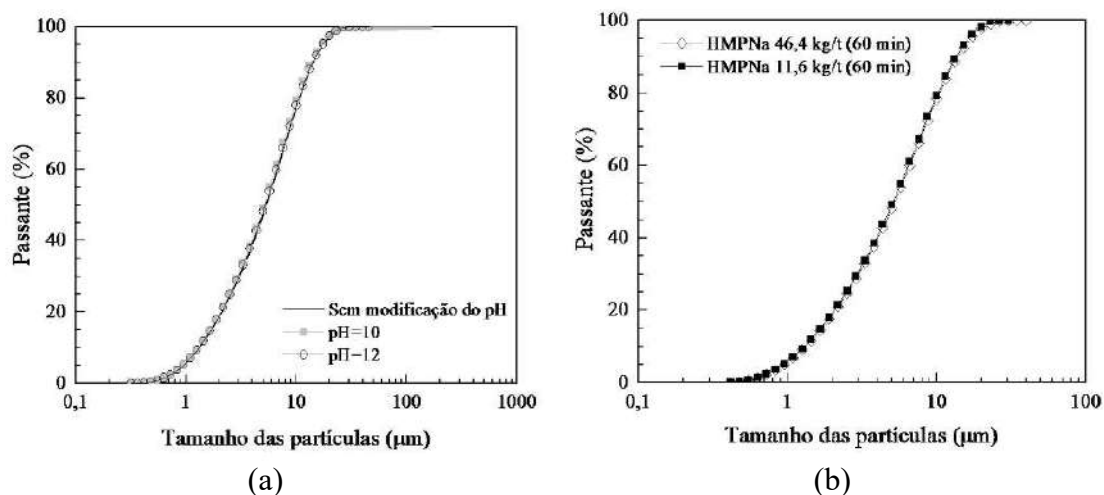 100
80
60
40
20
0
Passante (%)
Sem modificação do pH
pH=10
pH=12
0,1
1
10
100
1000
Tamanho das partículas (µm)
(a)
100
80
60
40
20
0
Passante (%)
HMPNa 46,4 kg/t (60 min)
HMPNa 11,6 kg/t (60 min)
0,1
1
10
100
Tamanho das partículas (µm)
(b)